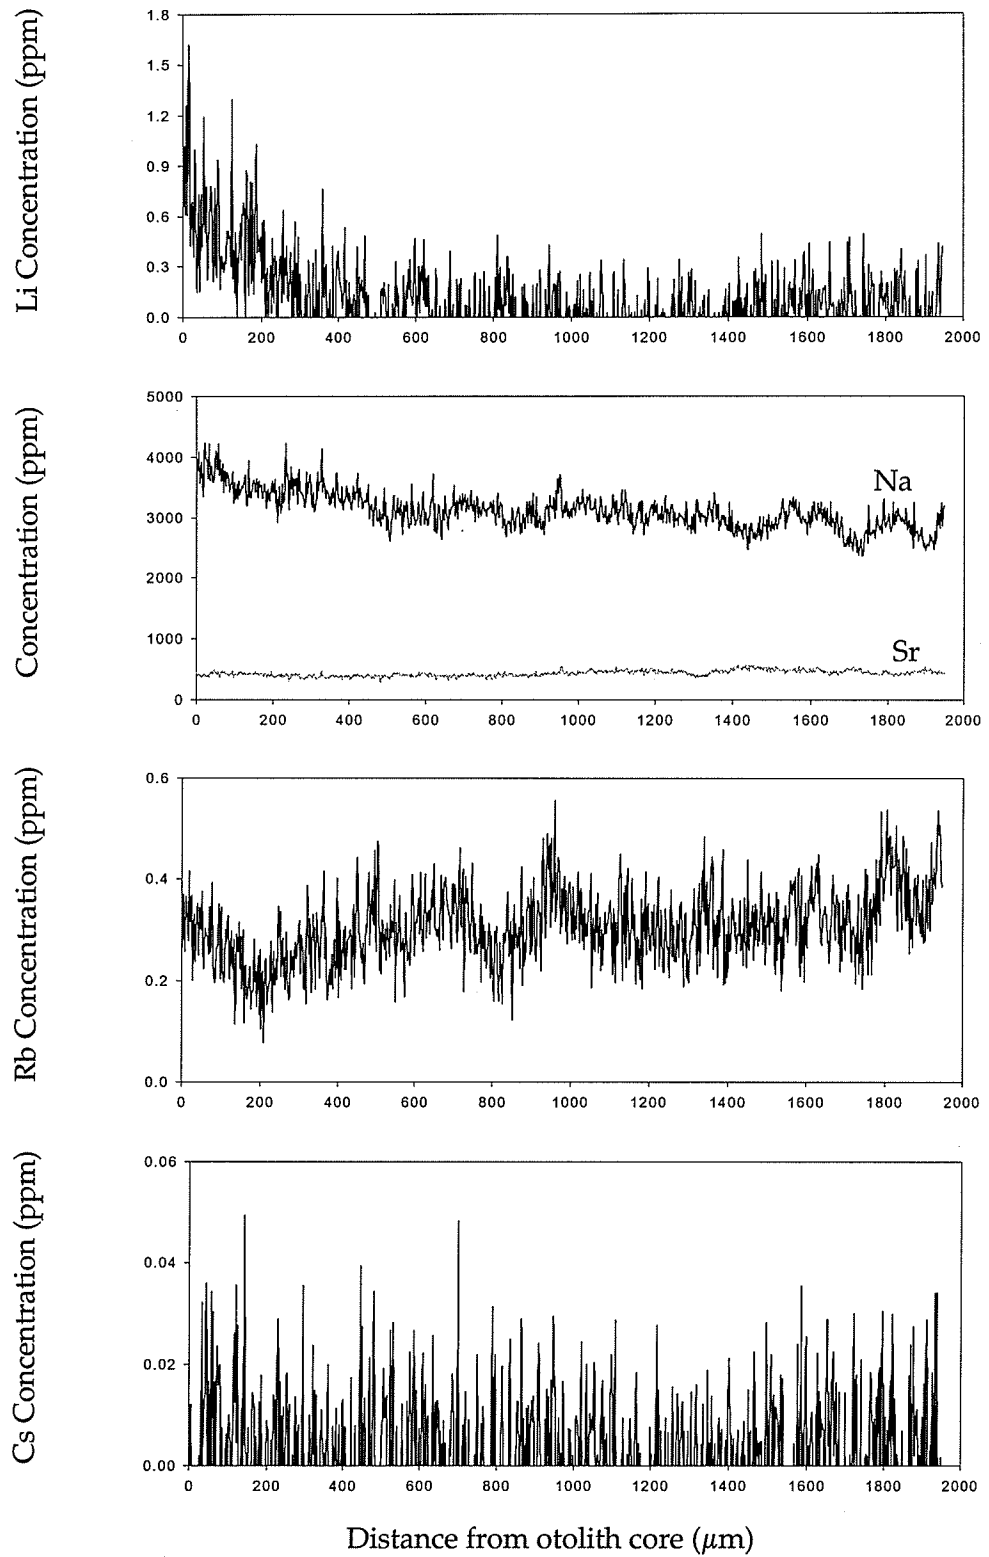 Li Concentration (ppm)
1.8
1.5
1.2
0.9
0.6
0.3
0.0
0 200 400 600 800 1000 1200 1400 1600 1800 2000
Concentration (ppm)
5000
4000
3000
2000
1000
0
Na
Sr
0 200 400 600 800 1000 1200 1400 1600 1800 2000
Rb Concentration (ppm)
0.6
0.4
0.2
0.0
0 200 400 600 800 1000 1200 1400 1600 1800 2000
Cs Concentration (ppm)
0.06
0.04
0.02
0.00
0 200 400 600 800 1000 1200 1400 1600 1800 2000
Distance from otolith core (μm)